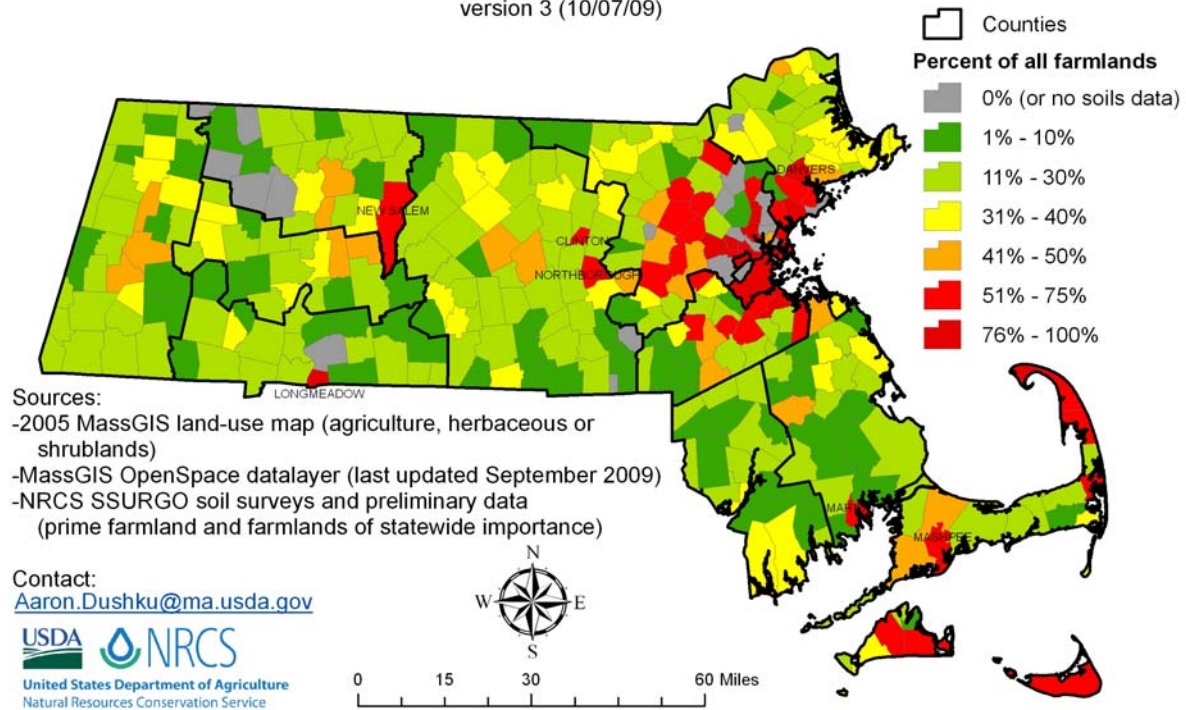 version 3 (10/07/09)
Counties
Percent of all farmlands
0% (or no soils data)
1% - 10%
11% - 30%
31% - 40%
41% - 50%
51% - 75%
76% - 100%
DANVERS
NEW SALEM
CLINTON
NORTHBOROUGH
LONGMEADOW
MASHPEE
Sources:
-2005 MassGIS land-use map (agriculture, herbaceous or
shrublands)
-MassGIS OpenSpace datalayer (last updated September 2009)
-NRCS SSURGO soil surveys and preliminary data
(prime farmland and farmlands of statewide importance)
Contact:
Aaron.Dushku@ma.usda.gov
N
W E
S
USDA NRCS
United States Department of Agriculture
Natural Resources Conservation Service
0 15 30 60 Miles